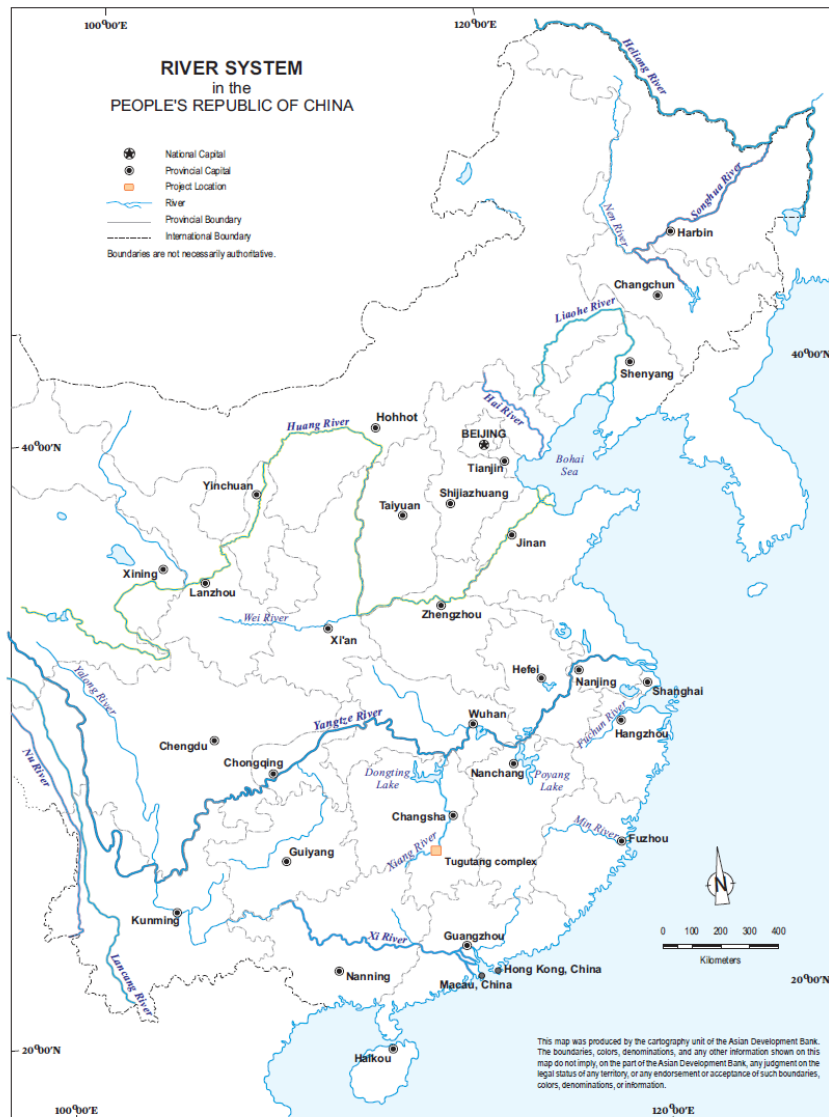 100°00'E
120°00'E
RIVER SYSTEM
in the
PEOPLE'S REPUBLIC OF CHINA
National Capital
Provincial Capital
Project Location
River
Provincial Boundary
International Boundary
Boundaries are not necessarily authoritative.
Heliong River
Songhua River
Nen River
Harbin
Changchun
Liaohe River
40°00'N
Shenyang
Hai River
Hohhot
Huang River
40°00'N
BEIJING
Bohai
Sea
Tianjin
Yinchuan
Shijiazhuang
Taiyuan
Jinan
Xining
Lanzhou
Zhengzhou
Wei River
Xi'an
Yalong River
Hefei
Nanjing
Shanghai
Yangtze River
Wuhan
Fuchun River
Hangzhou
Chengdu
Nu River
Chongqing
Dongting
Lake
Nanchang
Poyang
Lake
Changsha
Min River
Fuzhou
Xiang River
Guiyang
Tugutang complex
N
Kunming
Xi River
Guangzhou
0 100 200 300 400
Kilometers
Lancang River
Nanning
Hong Kong, China
Macau, China
20°00'N
Haikou
20°00'N
This map was produced by the cartography unit of the Asian Development Bank.
The boundaries, colors, denominations, and any other information shown on this
map do not imply, on the part of the Asian Development Bank, any judgment on the
legal status of any territory, or any endorsement or acceptance of such boundaries,
colors, denominations, or information.
100°00'E
120°00'E